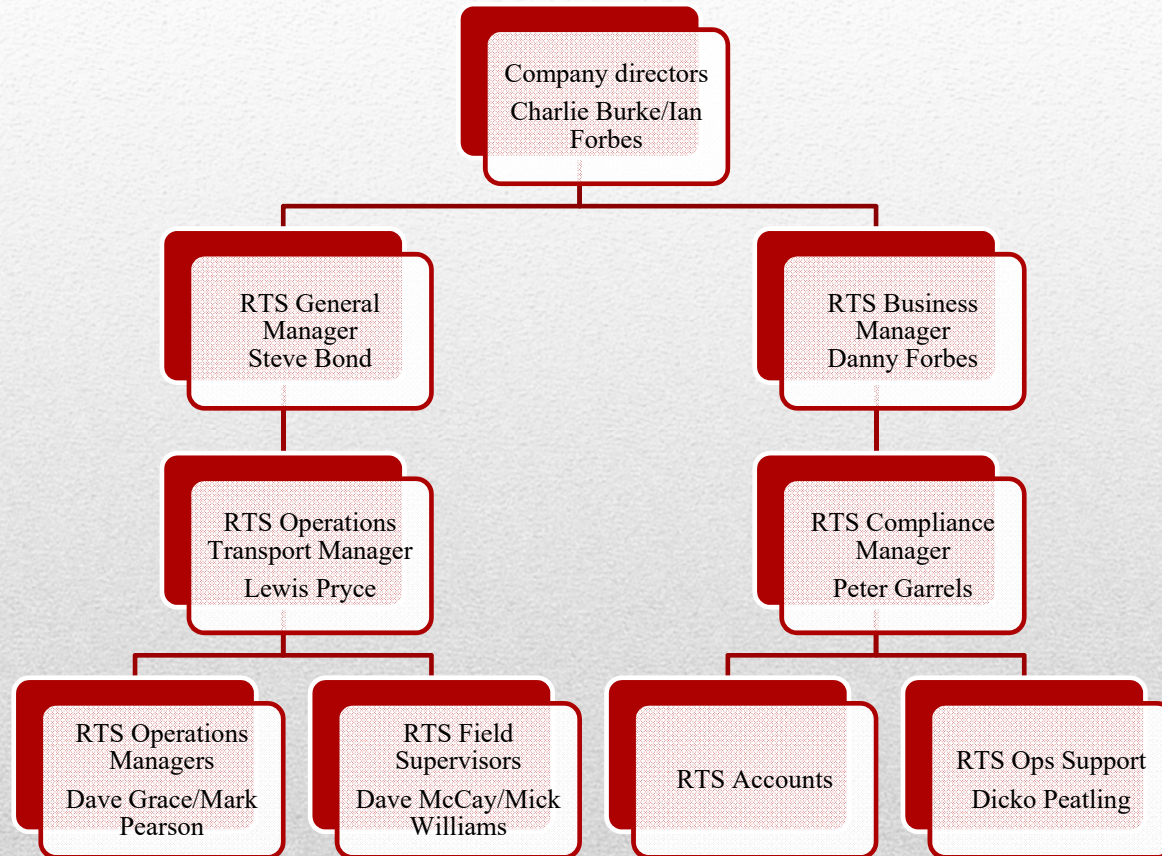 Company directors
Charlie Burke/Ian
Forbes
RTS General
Manager
Steve Bond
RTS Business
Manager
Danny Forbes
RTS Operations
Transport Manager
Lewis Pryce
RTS Compliance
Manager
Peter Garrels
RTS Operations
Managers
Dave Grace/Mark
Pearson
RTS Field
Supervisors
Dave McCay/Mick
Williams
RTS Accounts
RTS Ops Support
Dicko Peatling